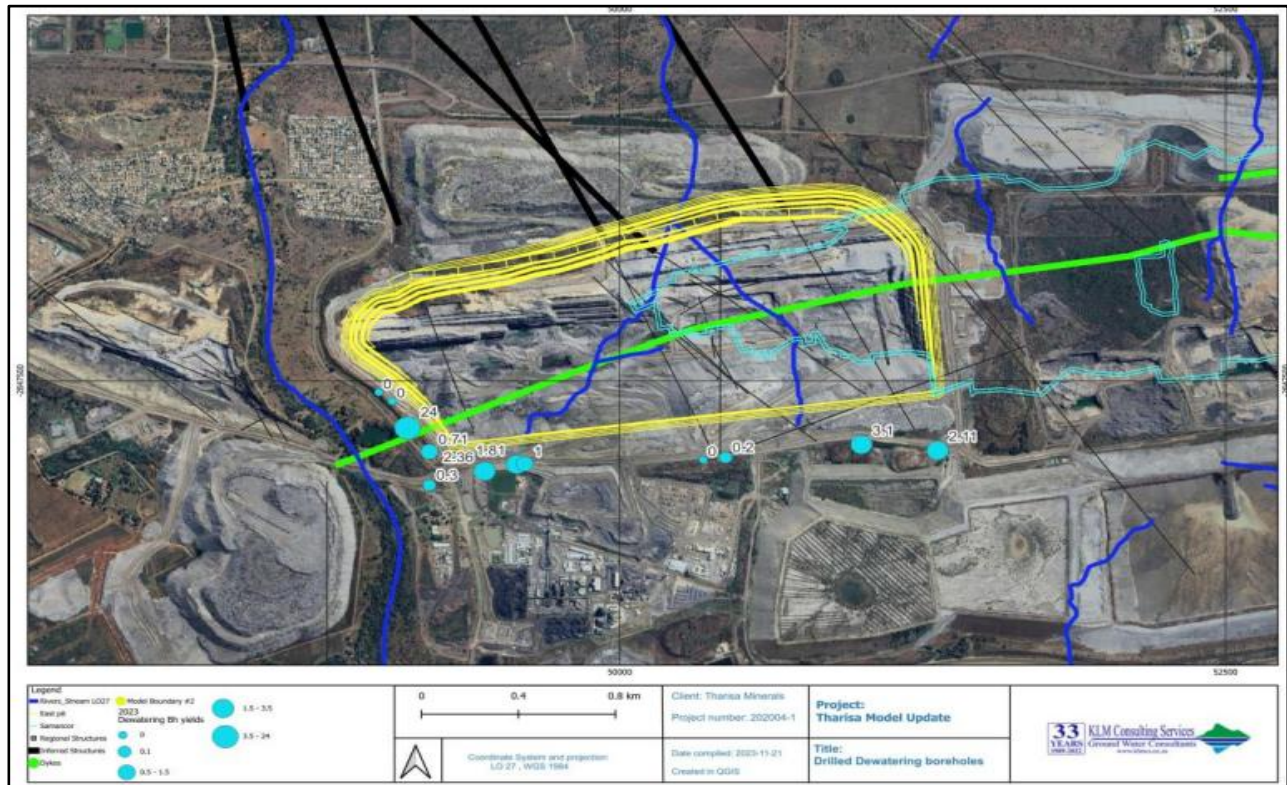 50000
52500
-2847500
0
0
24
0.71
2.36
1.81
1
0.3
0
0.2
3.1
2.11
50000
52500
Legend
Rivers_Stream LO27
East pit
Samancor
Regional Structures
Inferred Structures
Dykes
Model Boundary #2
2023
Dewatering Bh yields
0
0.1
0.5 - 1.5
1.5 - 3.5
3.5 - 24
0 0.4 0.8 km
Coordinate System and projection:
LO 27 , WGS 1984
Client: Tharisa Minerals
Project number: 202004-1
Date compiled: 2023-11-21
Created in QGIS
Project:
Tharisa Model Update
Title:
Drilled Dewatering boreholes
33
YEARS
1989-2022
KLM Consulting Services
Ground Water Consultants